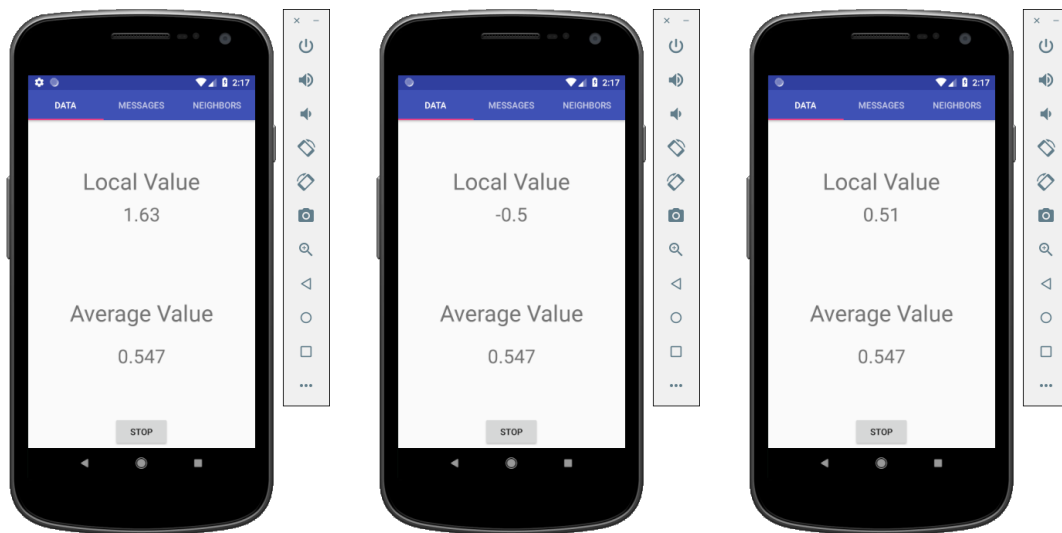 2:17
DATA MESSAGES NEIGHBORS
Local Value
1.63
Average Value
0.547
STOP
2:17
DATA MESSAGES NEIGHBORS
Local Value
-0.5
Average Value
0.547
STOP
2:17
DATA MESSAGES NEIGHBORS
Local Value
0.51
Average Value
0.547
STOP